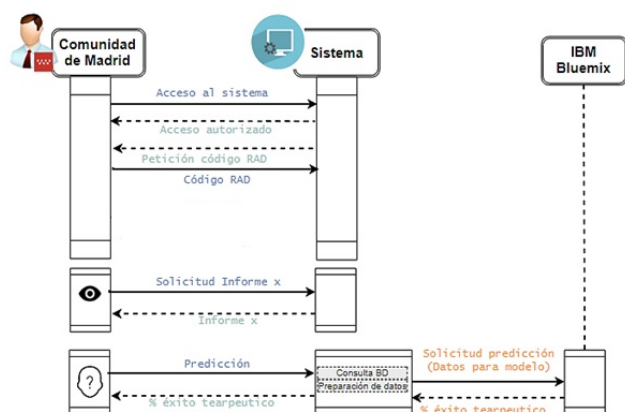 Comunidad
de Madrid
Sistema
IBM
Bluemix
Acceso al sistema
Acceso autorizado
Petición código RAD
Código RAD
Solicitud Informe x
Informe x
Predicción
Consulta BD
Preparación de datos
Solicitud predicción
(Datos para modelo)
% éxito tearpeutico
% éxito tearpeutico